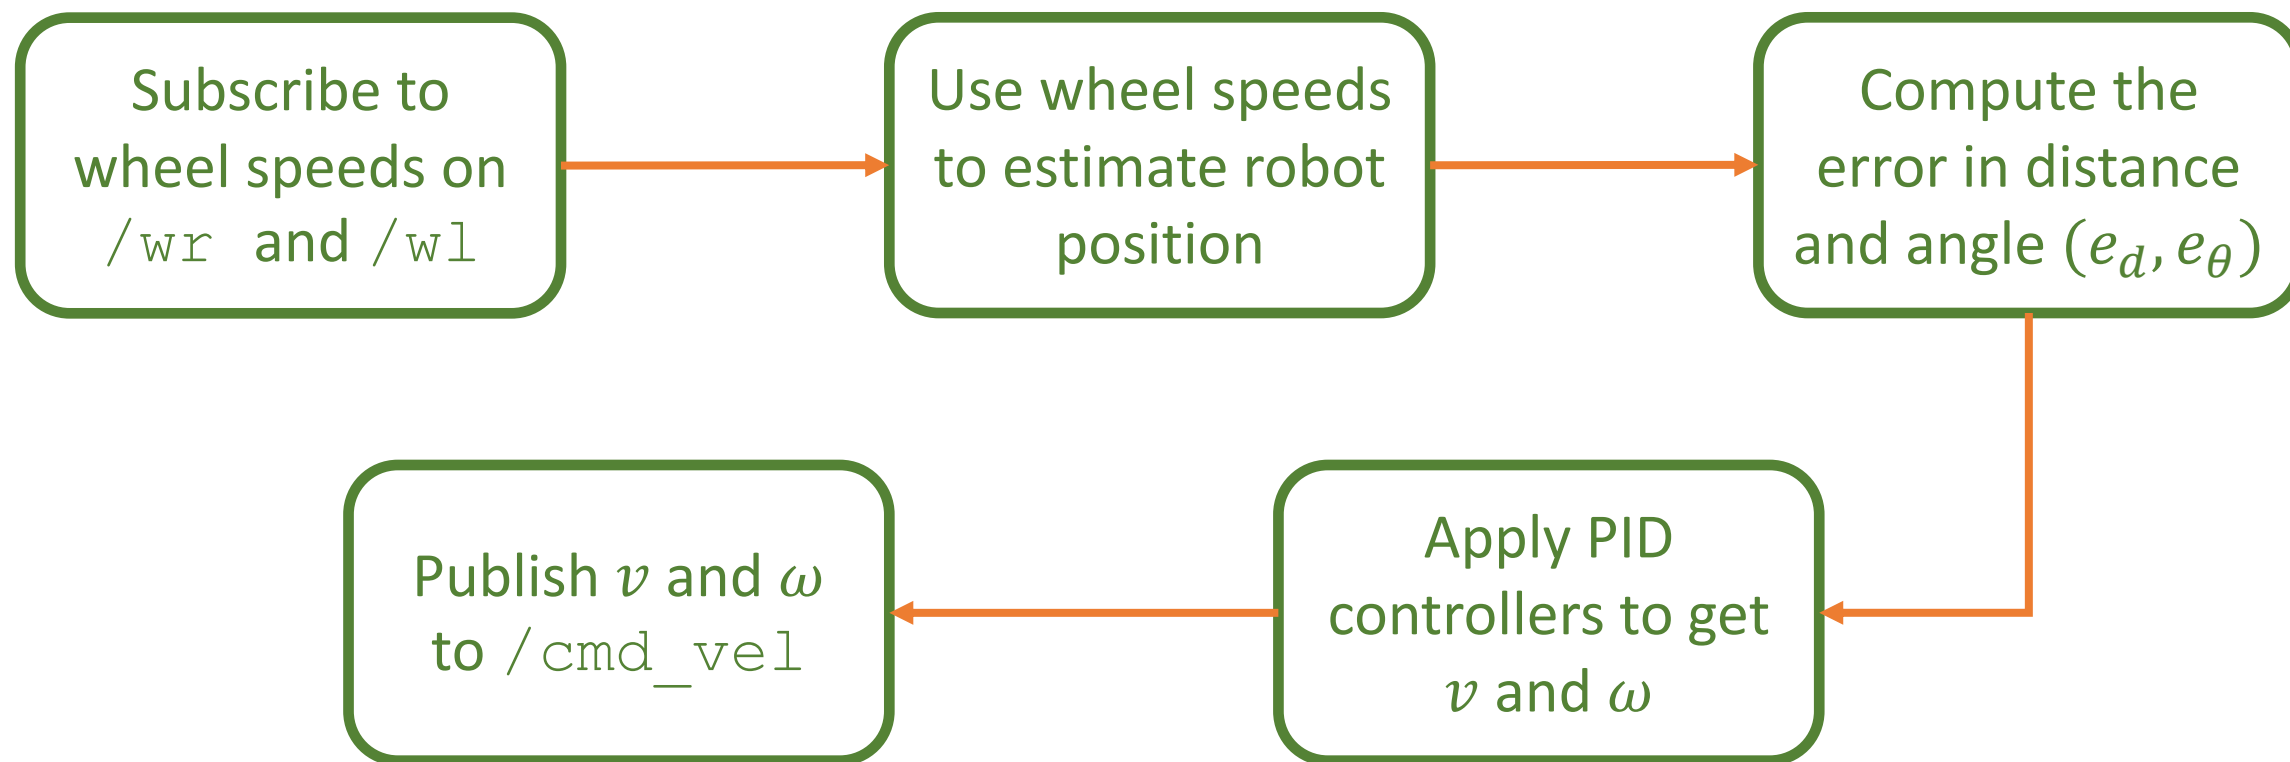 Subscribe to
wheel speeds on
/wr and /wl
Use wheel speeds
to estimate robot
position
Compute the
error in distance
and angle (e_d, e_θ)
Apply PID
controllers to get
v and ω
Publish v and ω
to /cmd_vel